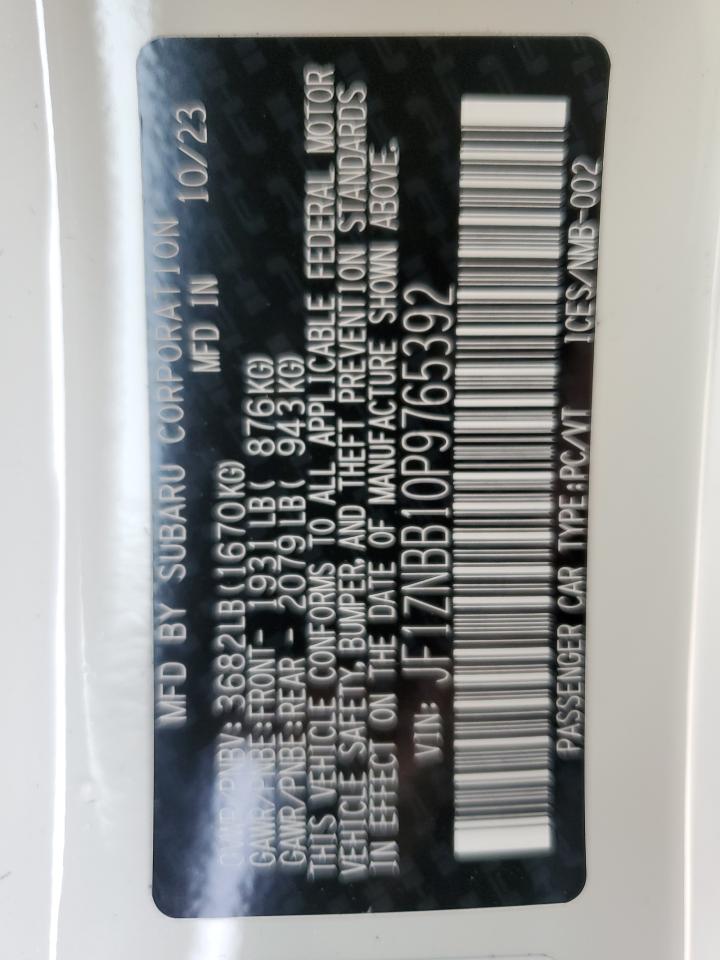 MFD BY SUBARU CORPORATION 10/23
MFD IN
GVWR/PNBV: 3682LB(1670KG)
GAWR/PNBE:FRONT- 1931LB( 876KG)
GAWR/PNBE:REAR - 2079LB( 943KG)
THIS VEHICLE CONFORMS TO ALL APPLICABLE FEDERAL MOTOR
VEHICLE SAFETY, BUMPER, AND THEFT PREVENTION STANDARDS
IN EFFECT ON THE DATE OF MANUFACTURE SHOWN ABOVE.
VIN: JF1ZNBB10P9765392
PASSENGER CAR TYPE:PC/VT ICES/NMB-002